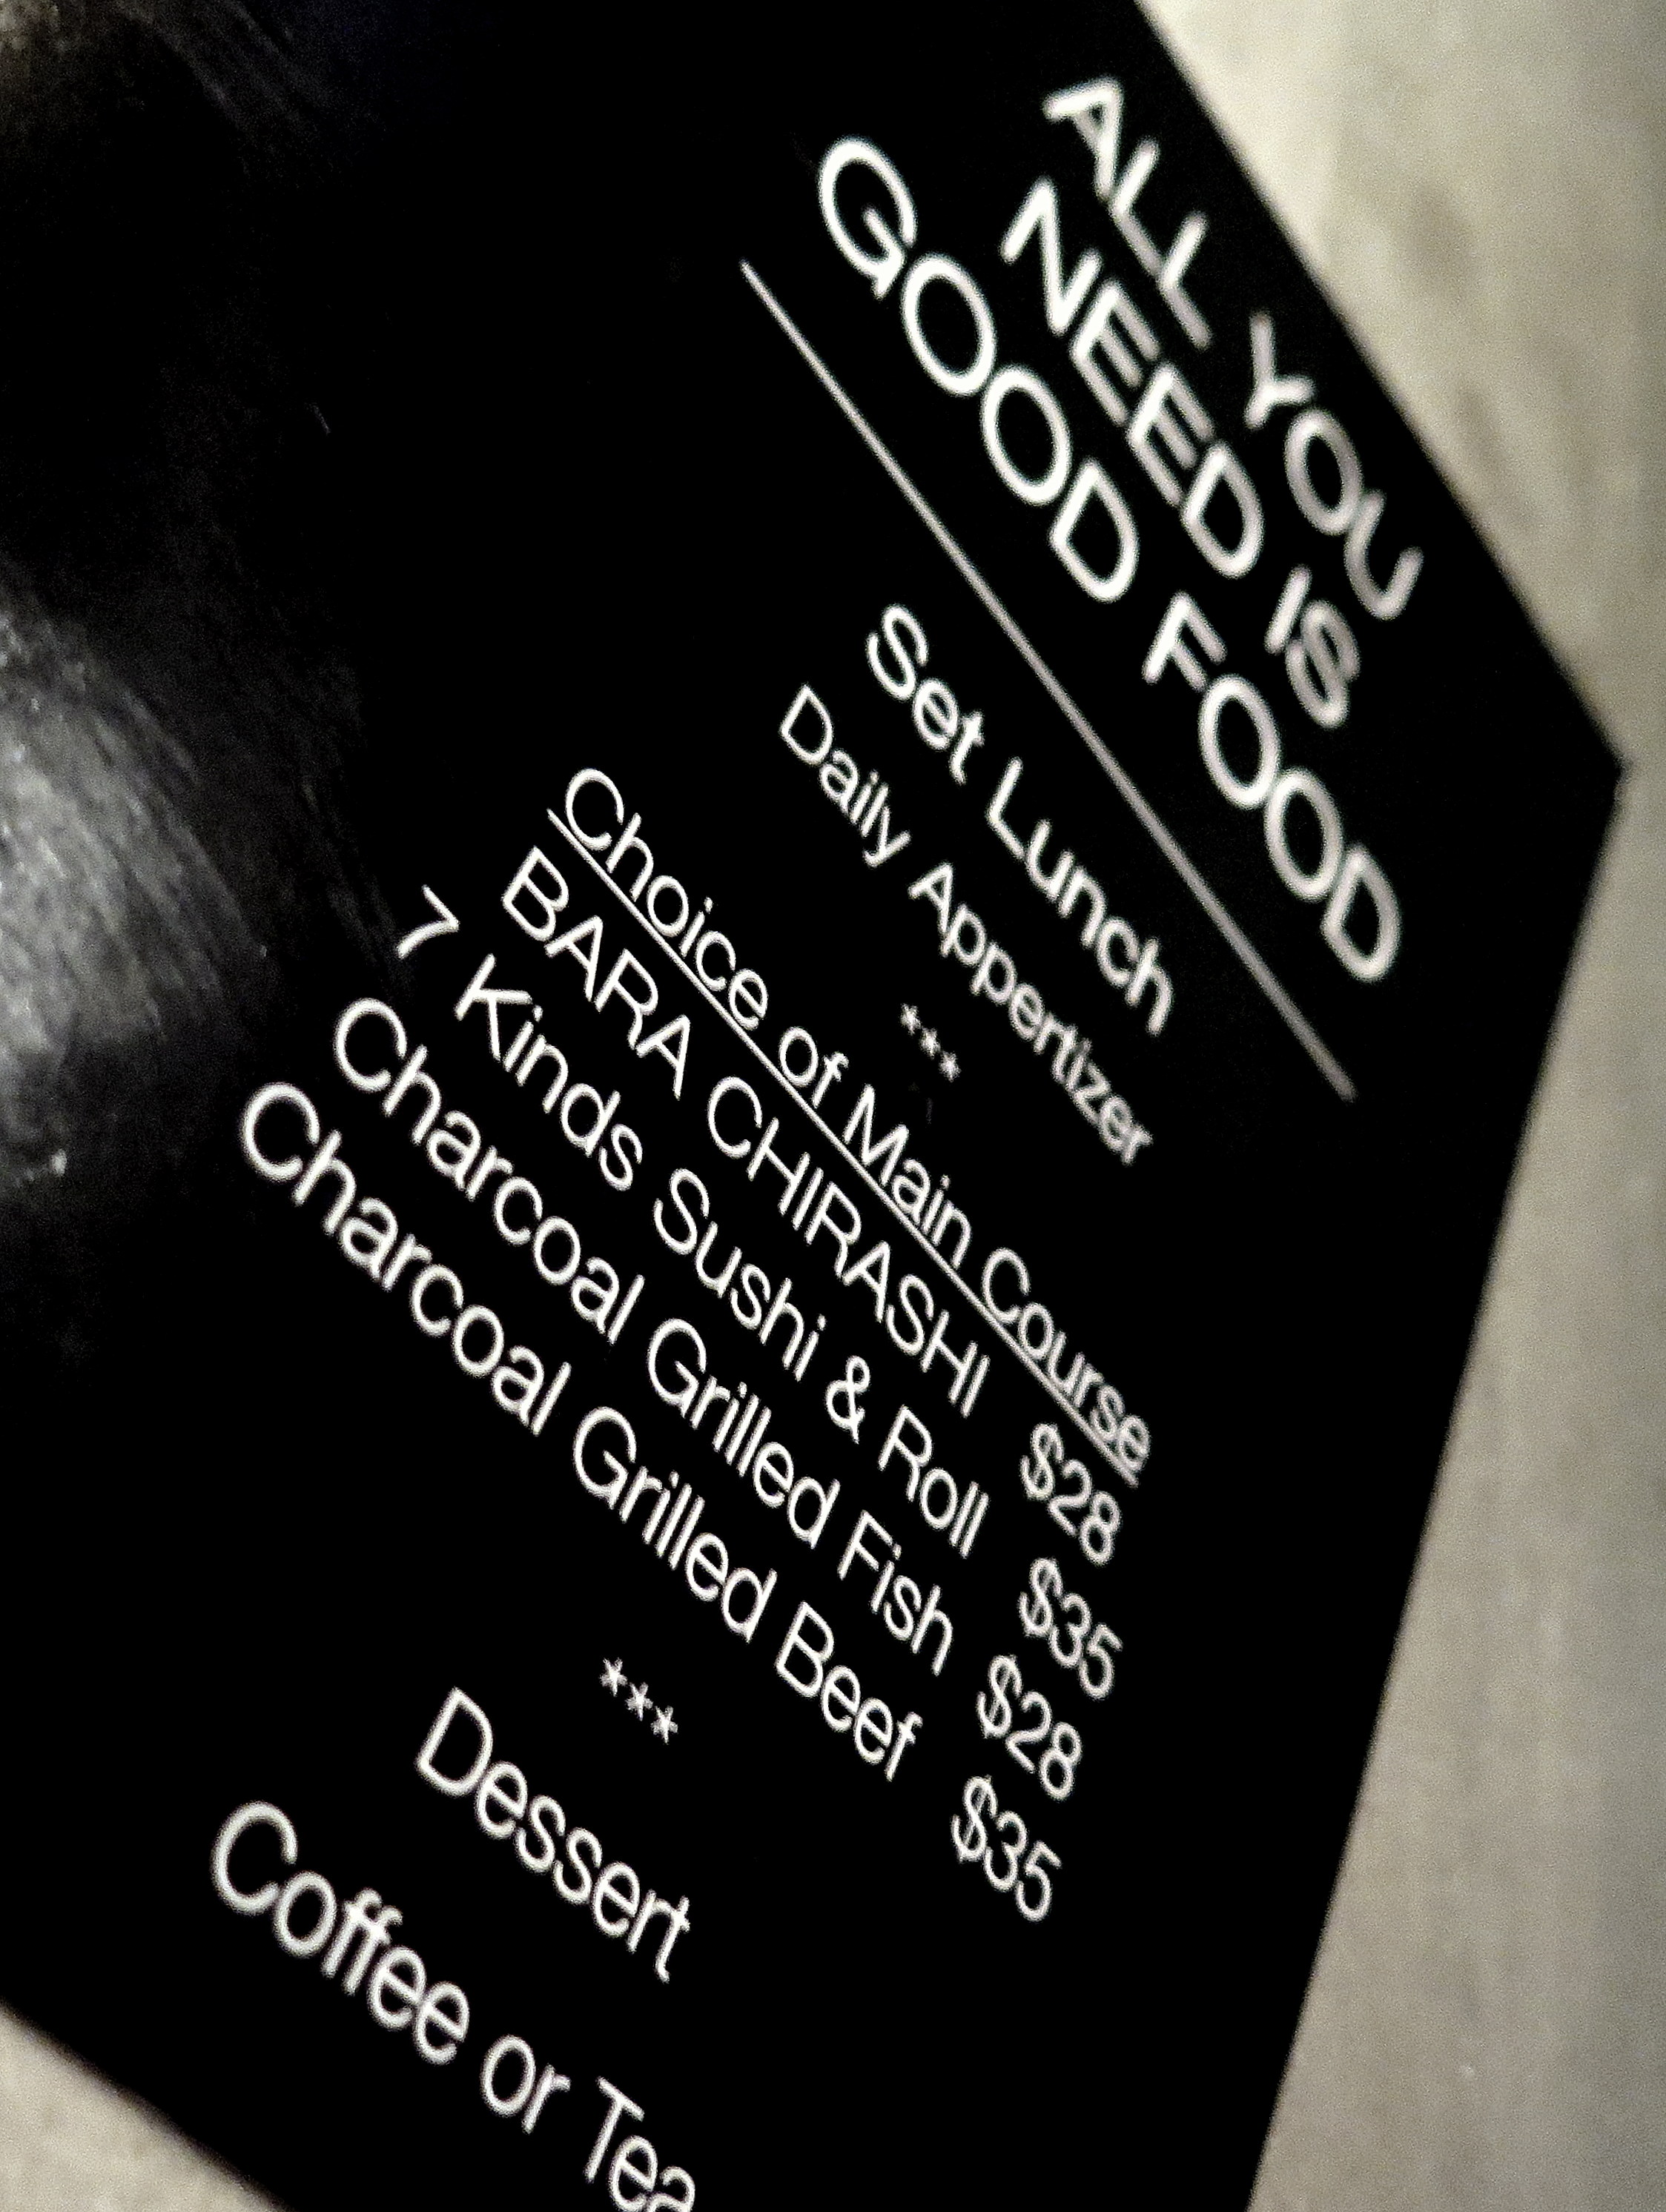 ALL YOU
NEED IS
GOOD FOOD
Set Lunch
Daily Appertizer
***
Choice of Main Course
BARA CHIRASHI $28
7 Kinds Sushi & Roll $35
Charcoal Grilled Fish $28
Charcoal Grilled Beef $35
***
Dessert
Coffee or Tea